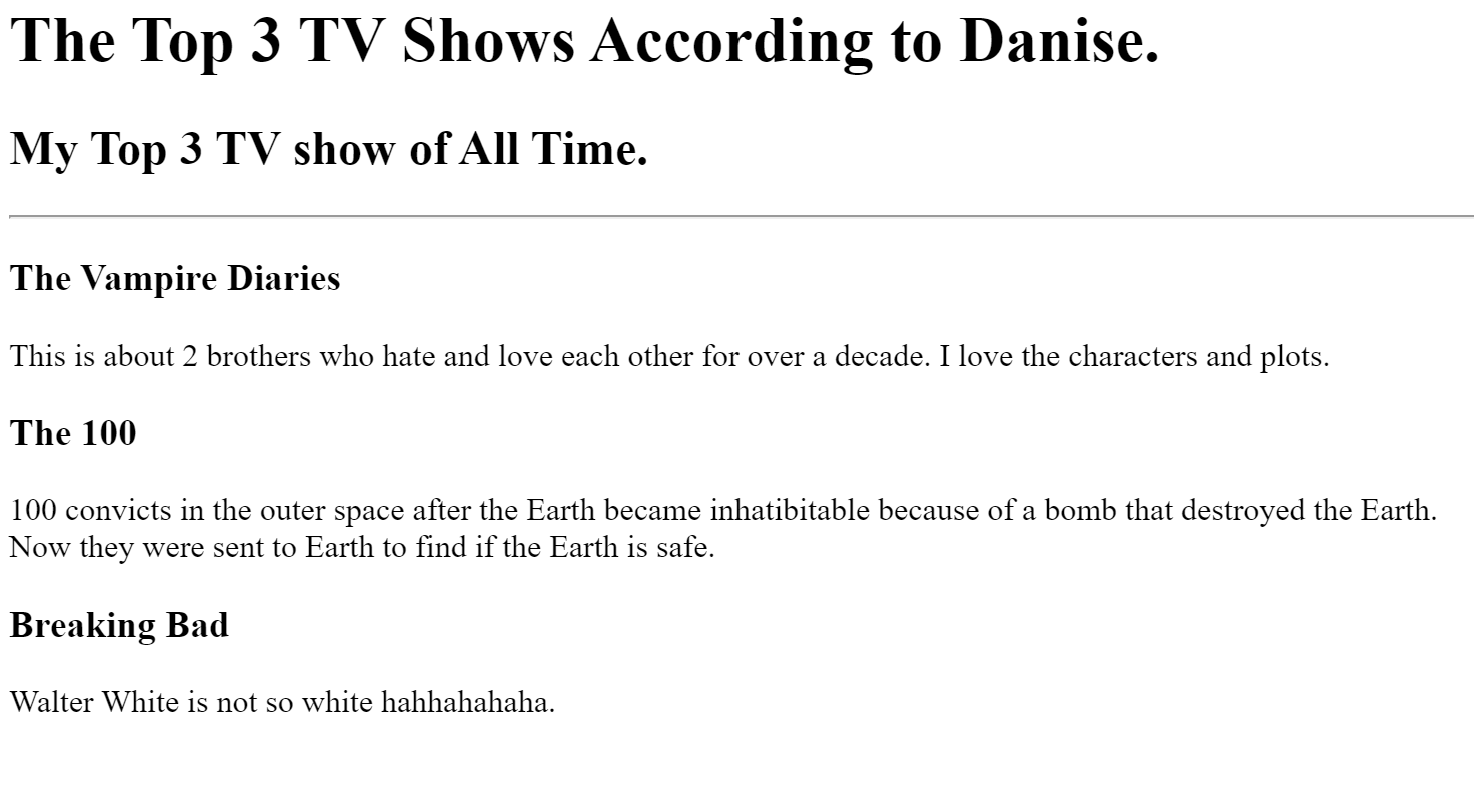 The Top 3 TV Shows According to Danise.
My Top 3 TV show of All Time.
The Vampire Diaries
This is about 2 brothers who hate and love each other for over a decade. I love the characters and plots.
The 100
100 convicts in the outer space after the Earth became inhatibitable because of a bomb that destroyed the Earth.
Now they were sent to Earth to find if the Earth is safe.
Breaking Bad
Walter White is not so white hahhahahaha.